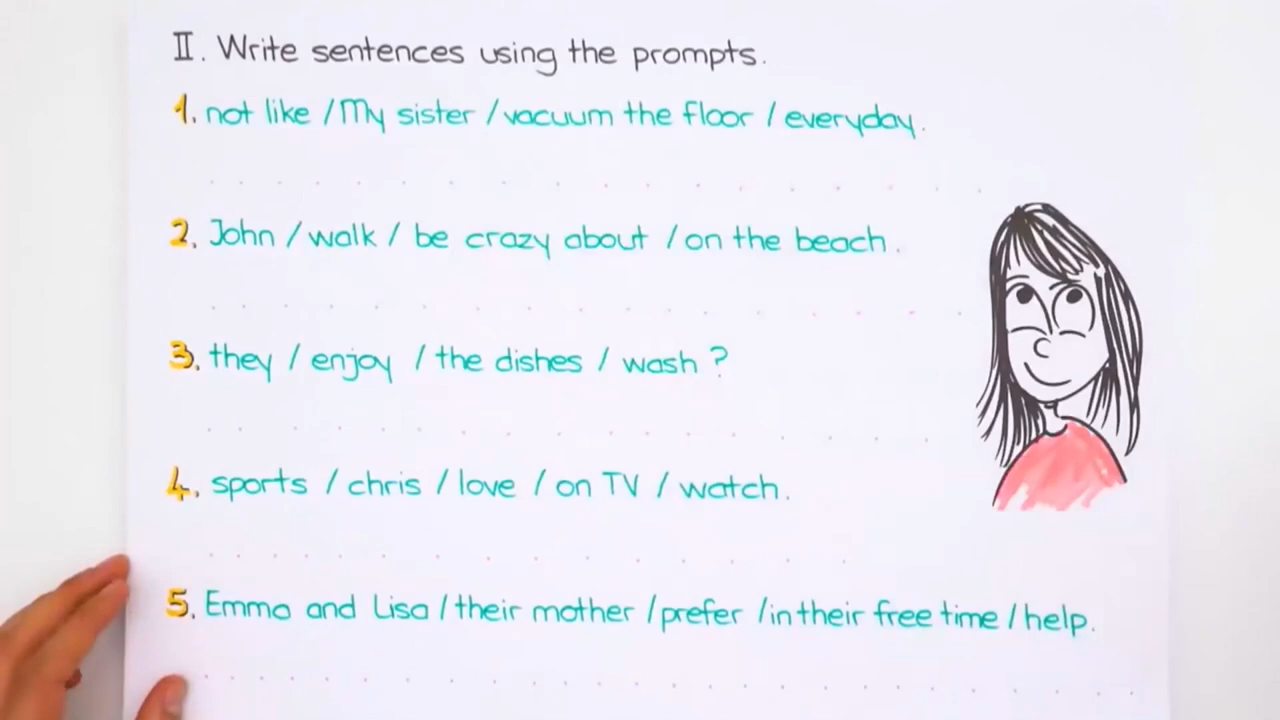 II. Write sentences using the prompts.
1. not like / My sister / vacuum the floor / everyday.
2. John / walk / be crazy about / on the beach.
3. they / enjoy / the dishes / wash ?
4. sports / chris / love / on TV / watch.
5. Emma and Lisa / their mother / prefer / in their free time / help.